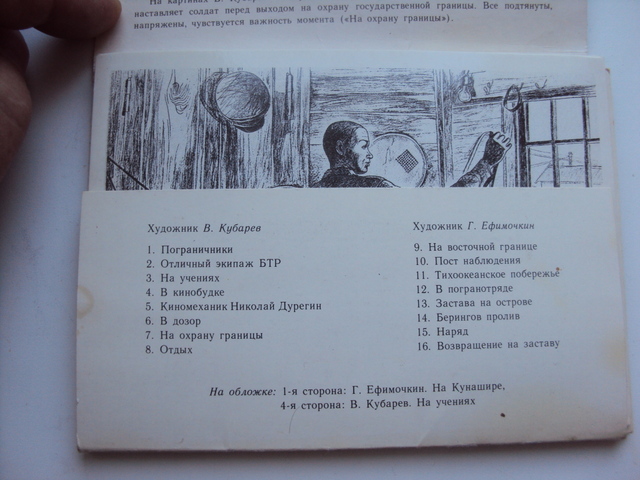 На картинах В.
наставляет солдат перед выходом на охрану государственной границы. Все подтянуты,
напряжены, чувствуется важность момента («На охрану границы»).
Художник В. Кубарев
1. Пограничники
2. Отличный экипаж БТР
3. На учениях
4. В кинобудке
5. Киномеханик Николай Дурегин
6. В дозор
7. На охрану границы
8. Отдых
Художник Г. Ефимочкин
9. На восточной границе
10. Пост наблюдения
11. Тихоокеанское побережье
12. В погранотряде
13. Застава на острове
14. Берингов пролив
15. Наряд
16. Возвращение на заставу
На обложке: 1-я сторона: Г. Ефимочкин. На Кунашире,
4-я сторона: В. Кубарев. На учениях